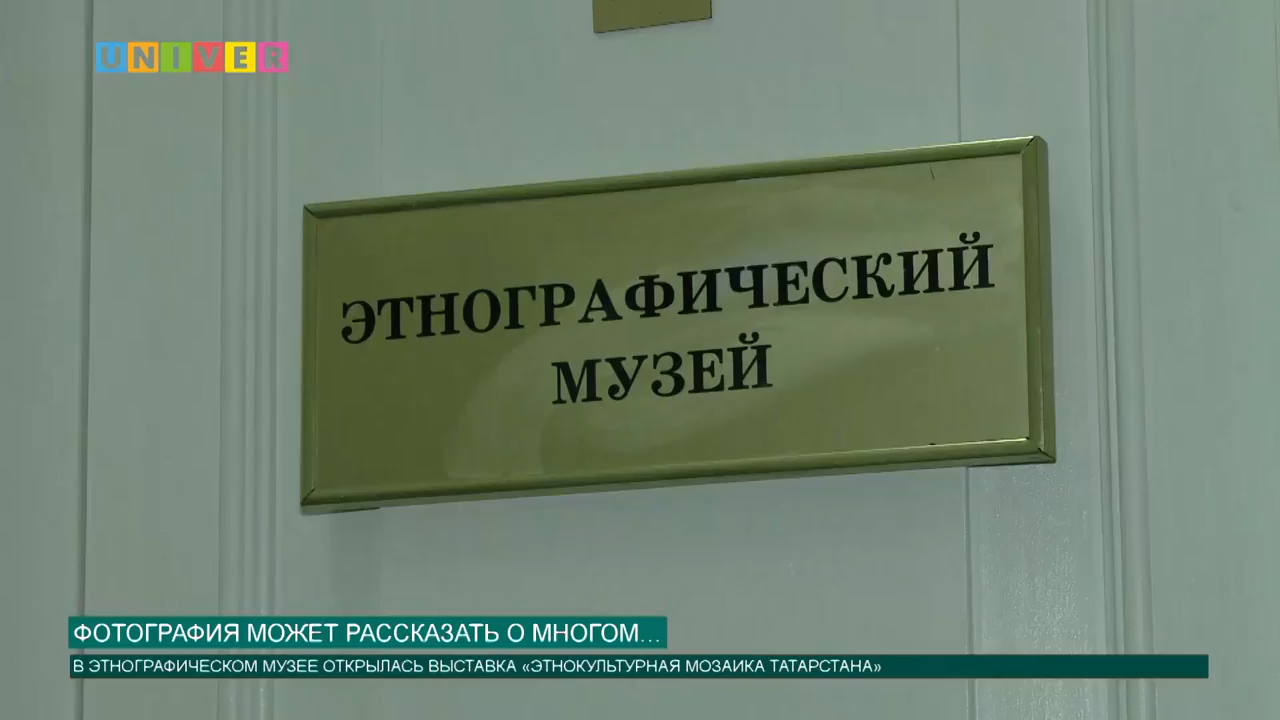 UNIVER
ЭТНОГРАФИЧЕСКИЙ
МУЗЕЙ
ФОТОГРАФИЯ МОЖЕТ РАССКАЗАТЬ О МНОГОМ...
В ЭТНОГРАФИЧЕСКОМ МУЗЕЕ ОТКРЫЛАСЬ ВЫСТАВКА «ЭТНОКУЛЬТУРНАЯ МОЗАИКА ТАТАРСТАНА»